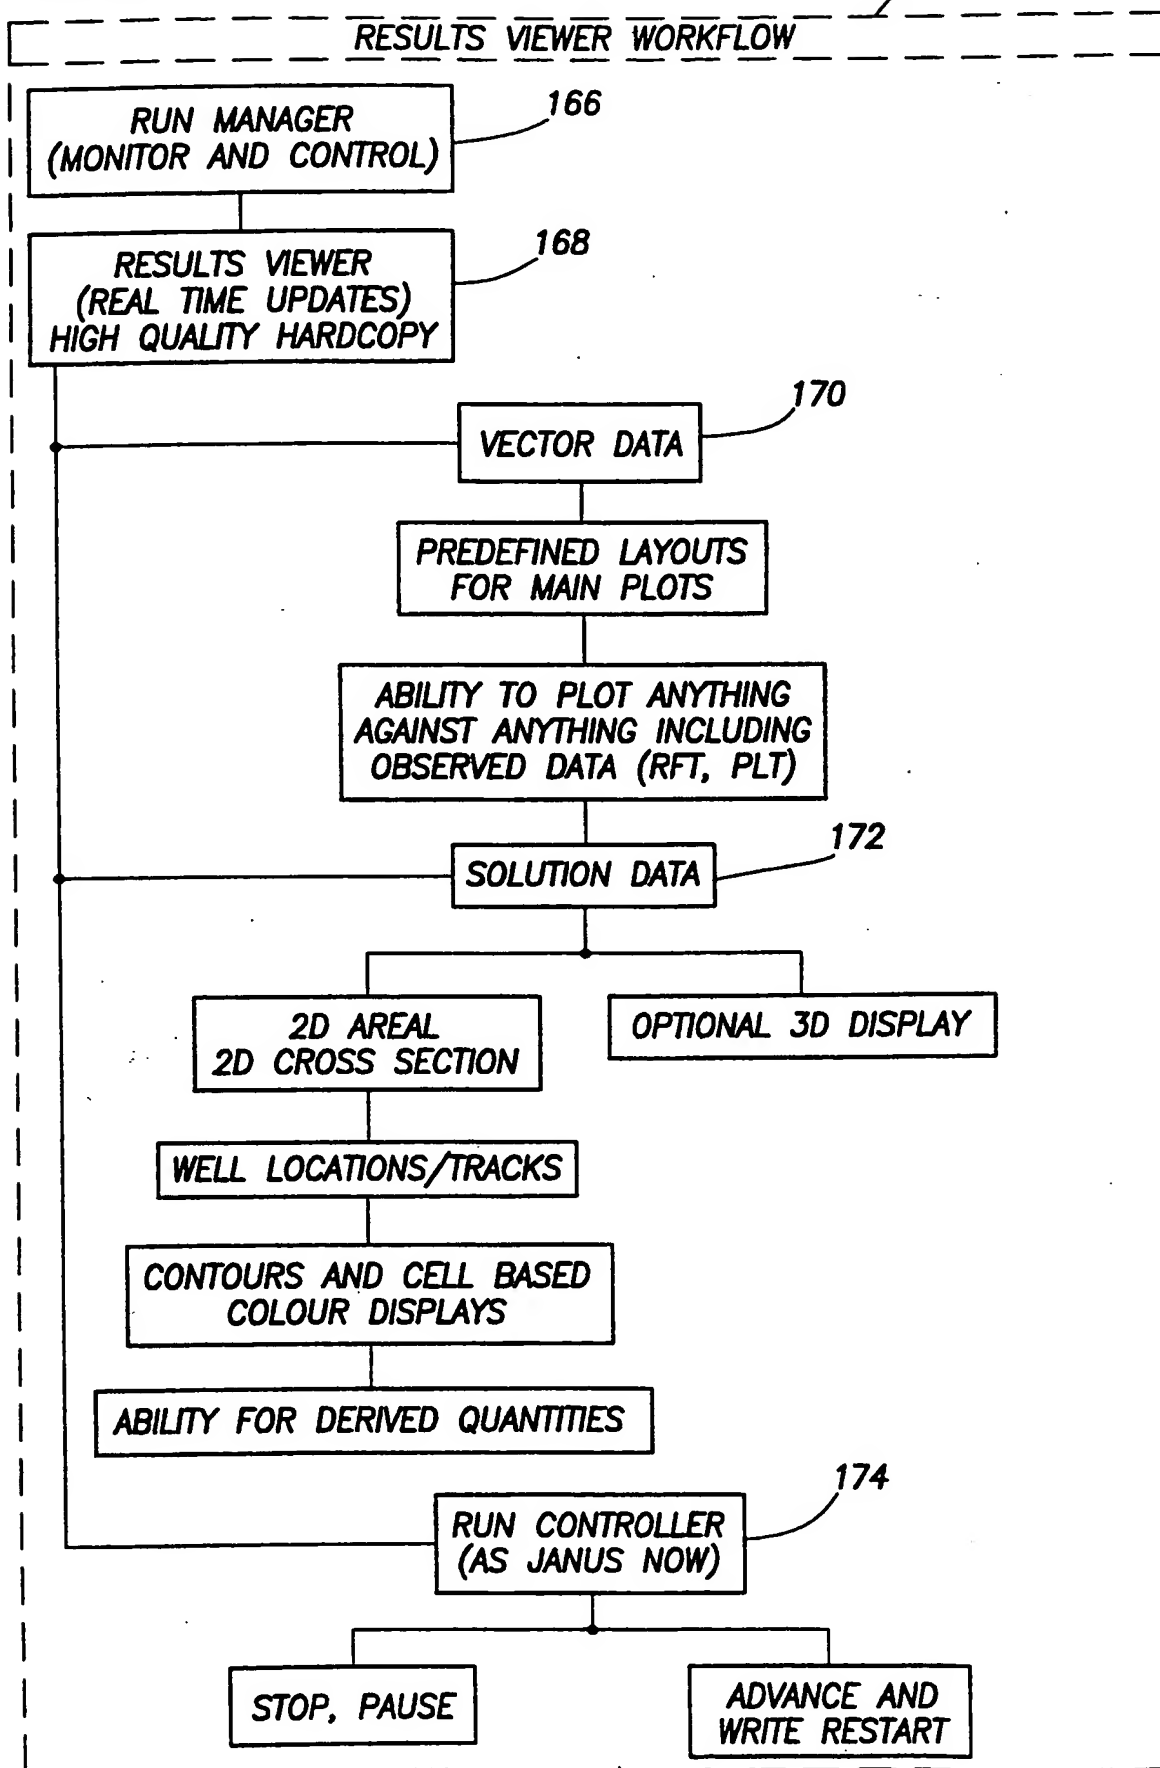 RESULTS VIEWER WORKFLOW
RUN MANAGER
(MONITOR AND CONTROL)
166
RESULTS VIEWER
(REAL TIME UPDATES)
HIGH QUALITY HARDCOPY
168
VECTOR DATA
170
PREDEFINED LAYOUTS
FOR MAIN PLOTS
ABILITY TO PLOT ANYTHING
AGAINST ANYTHING INCLUDING
OBSERVED DATA (RFT, PLT)
SOLUTION DATA
172
2D AREAL
2D CROSS SECTION
OPTIONAL 3D DISPLAY
WELL LOCATIONS/TRACKS
CONTOURS AND CELL BASED
COLOUR DISPLAYS
ABILITY FOR DERIVED QUANTITIES
RUN CONTROLLER
(AS JANUS NOW)
174
STOP, PAUSE
ADVANCE AND
WRITE RESTART